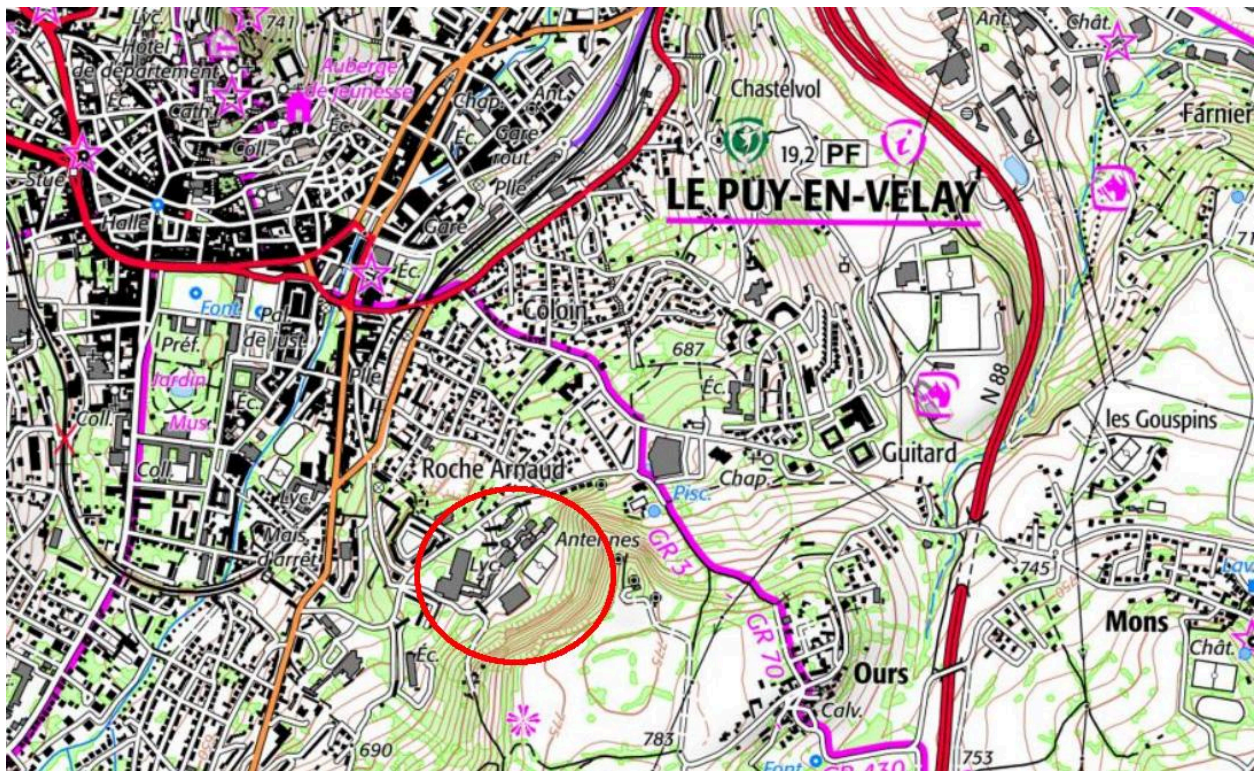 Lyc.
741
Ant.
Chât.
Hôtel
de département
Auberge
de jeunesse
Chastelvol
Éc.
Cath.
Chap.
Ant.
Farnier
Éc.
Gare
rout.
19,2 PF
Coll.
Plle
LE PUY-EN-VELAY
Stue
Halle
Gare
71
Éc.
Font.
Coloin
Pal.
de just.
Préf.
687
N 88
Plle
Jardin
Éc.
Éc.
Mus.
Coll.
les Gouspins
Coll.
Roche Arnaud
Guitard
Lyc.
Chap.
Pisc.
Mais.
d'arrêt
Antennes
GR 3
Lyc.
745
Lav.
750
GR 70
Mons
Éc.
Ours
Chât.
775
Calv.
775
690
783
753
Font.
GR 430